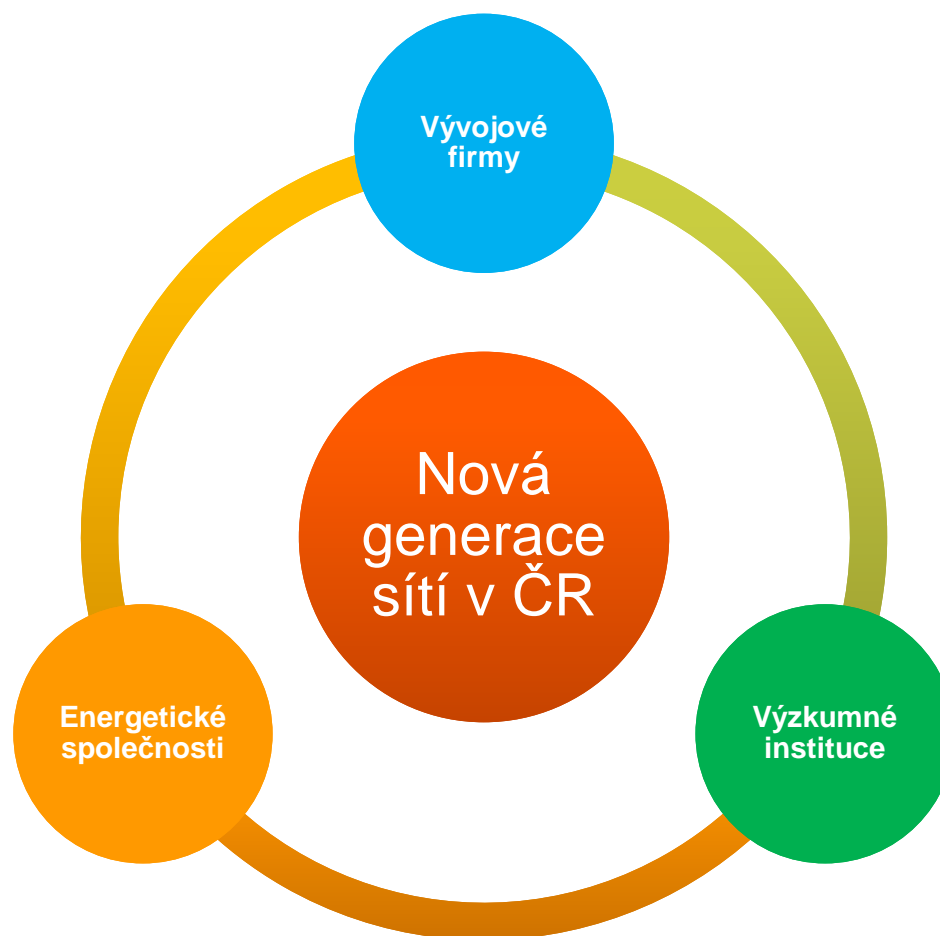 Vývojové
firmy
Nová
generace
sítí v ČR
Energetické
společnosti
Výzkumné
instituce